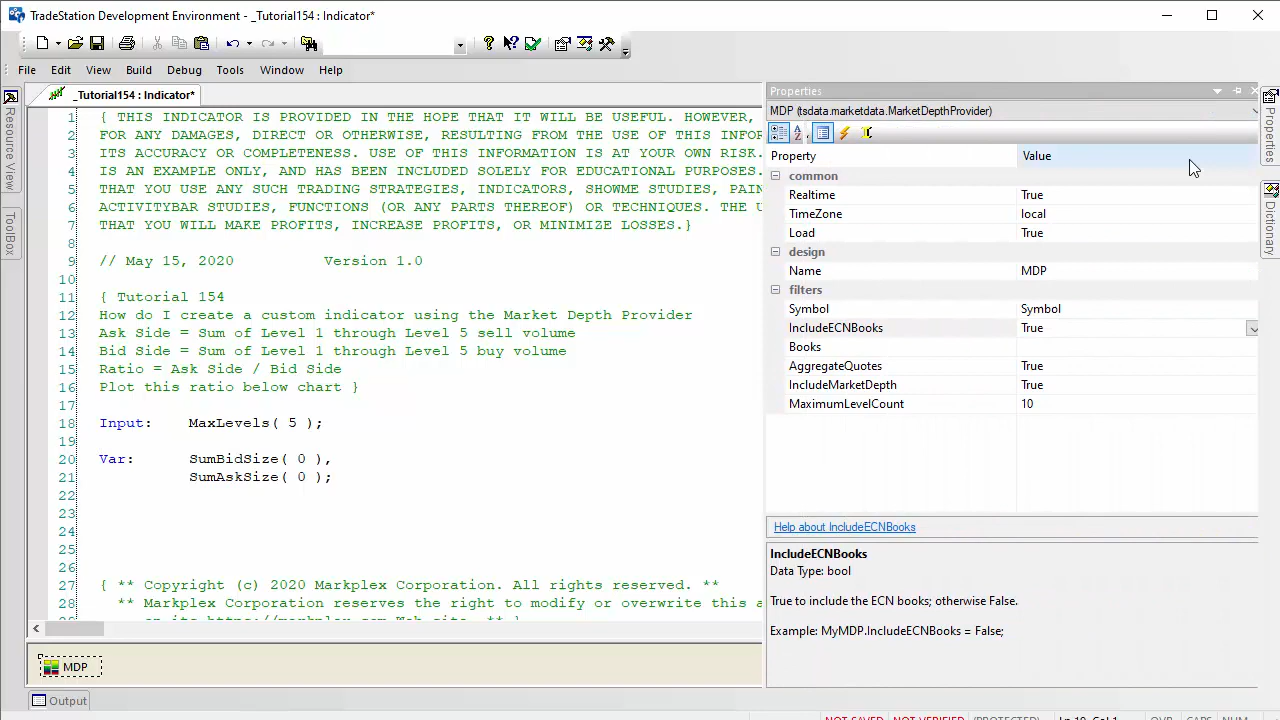 TradeStation Development Environment - _Tutorial154 : Indicator*
File Edit View Build Debug Tools Window Help
_Tutorial154 : Indicator*
Resource View
ToolBox
1 { THIS INDICATOR IS PROVIDED IN THE HOPE THAT IT WILL BE USEFUL. HOWEVER,
2 FOR ANY DAMAGES, DIRECT OR OTHERWISE, RESULTING FROM THE USE OF THIS INFOR
3 ITS ACCURACY OR COMPLETENESS. USE OF THIS INFORMATION IS AT YOUR OWN RISK.
4 IS AN EXAMPLE ONLY, AND HAS BEEN INCLUDED SOLELY FOR EDUCATIONAL PURPOSES.
5 THAT YOU USE ANY SUCH TRADING STRATEGIES, INDICATORS, SHOWME STUDIES, PAIN
6 ACTIVITYBAR STUDIES, FUNCTIONS (OR ANY PARTS THEREOF) OR TECHNIQUES. THE U
7 THAT YOU WILL MAKE PROFITS, INCREASE PROFITS, OR MINIMIZE LOSSES.}
8
9 // May 15, 2020 Version 1.0
10
11 { Tutorial 154
12 How do I create a custom indicator using the Market Depth Provider
13 Ask Side = Sum of Level 1 through Level 5 sell volume
14 Bid Side = Sum of Level 1 through Level 5 buy volume
15 Ratio = Ask Side / Bid Side
16 Plot this ratio below chart }
17
18 Input: MaxLevels( 5 );
19
20 Var: SumBidSize( 0 ),
21 SumAskSize( 0 );
22
23
24
25
26
27 { ** Copyright (c) 2020 Markplex Corporation. All rights reserved. **
28 ** Markplex Corporation reserves the right to modify or overwrite this a
MDP
Output
Properties
MDP (tsdata.marketdata.MarketDepthProvider)
Property Value
common
Realtime True
TimeZone local
Load True
design
Name MDP
filters
Symbol Symbol
IncludeECNBooks True
Books
AggregateQuotes True
IncludeMarketDepth True
MaximumLevelCount 10
Help about IncludeECNBooks
IncludeECNBooks
Data Type: bool
True to include the ECN books; otherwise False.
Example: MyMDP.IncludeECNBooks = False;
Properties
Dictionary